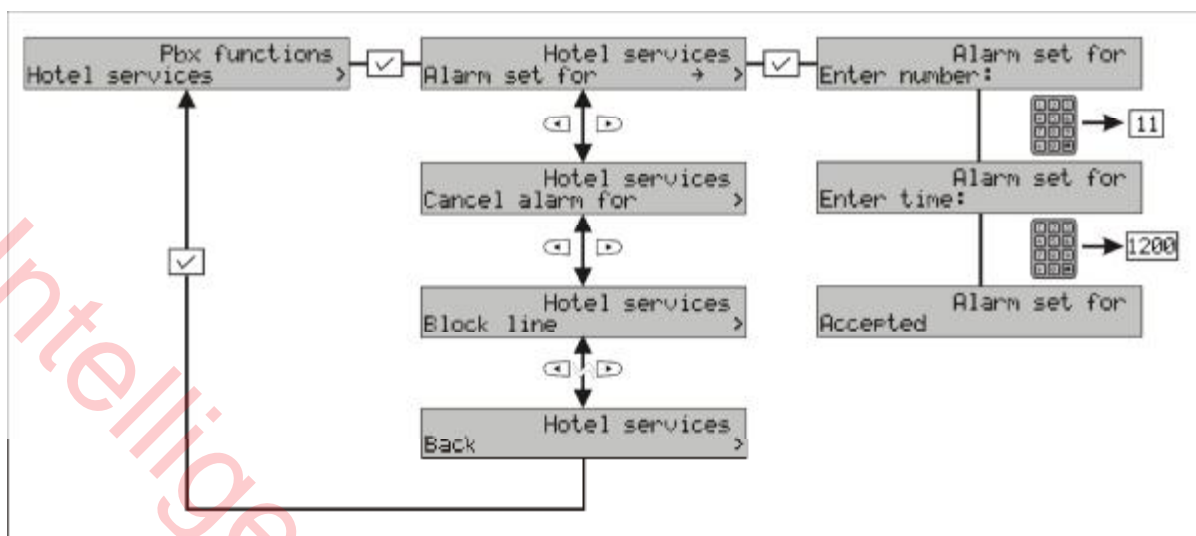 Pbx functions
Hotel services >
Hotel services
Alarm set for → >
Alarm set for
Enter number:
11
Hotel services
Cancel alarm for >
Alarm set for
Enter time:
1200
Hotel services
Block line >
Alarm set for
Accepted
Hotel services
Back >
Intellige